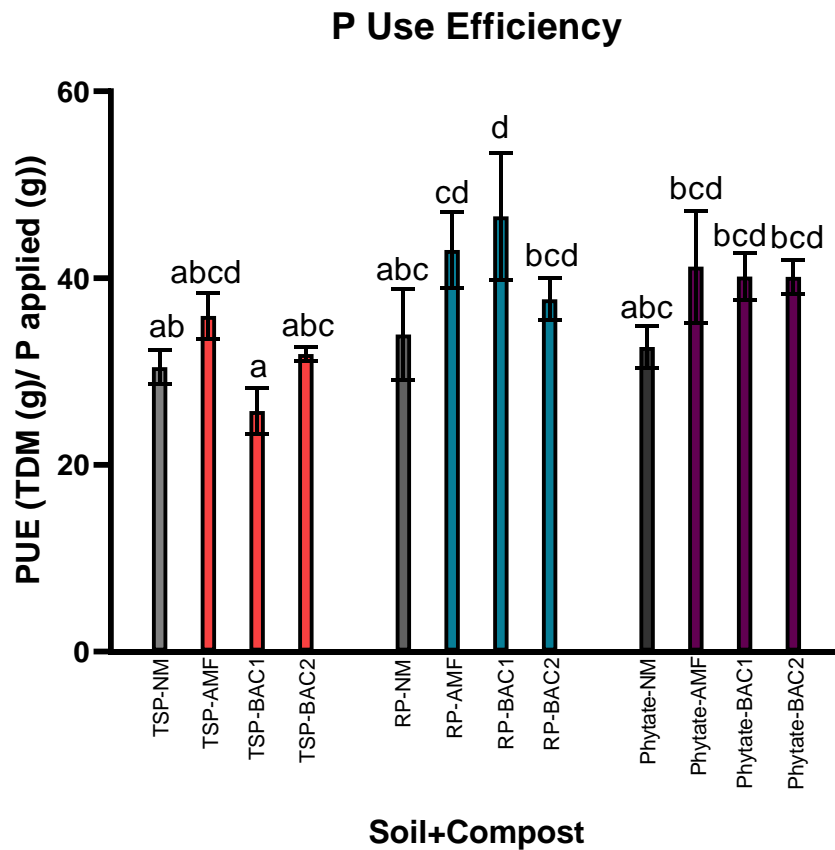 P Use Efficiency
PUE (TDM (g)/ P applied (g))
60
40
20
0
ab
abcd
a
abc
abc
cd
d
bcd
abc
bcd
bcd
bcd
TSP-NM
TSP-AMF
TSP-BAC1
TSP-BAC2
RP-NM
RP-AMF
RP-BAC1
RP-BAC2
Phytate-NM
Phytate-AMF
Phytate-BAC1
Phytate-BAC2
Soil+Compost